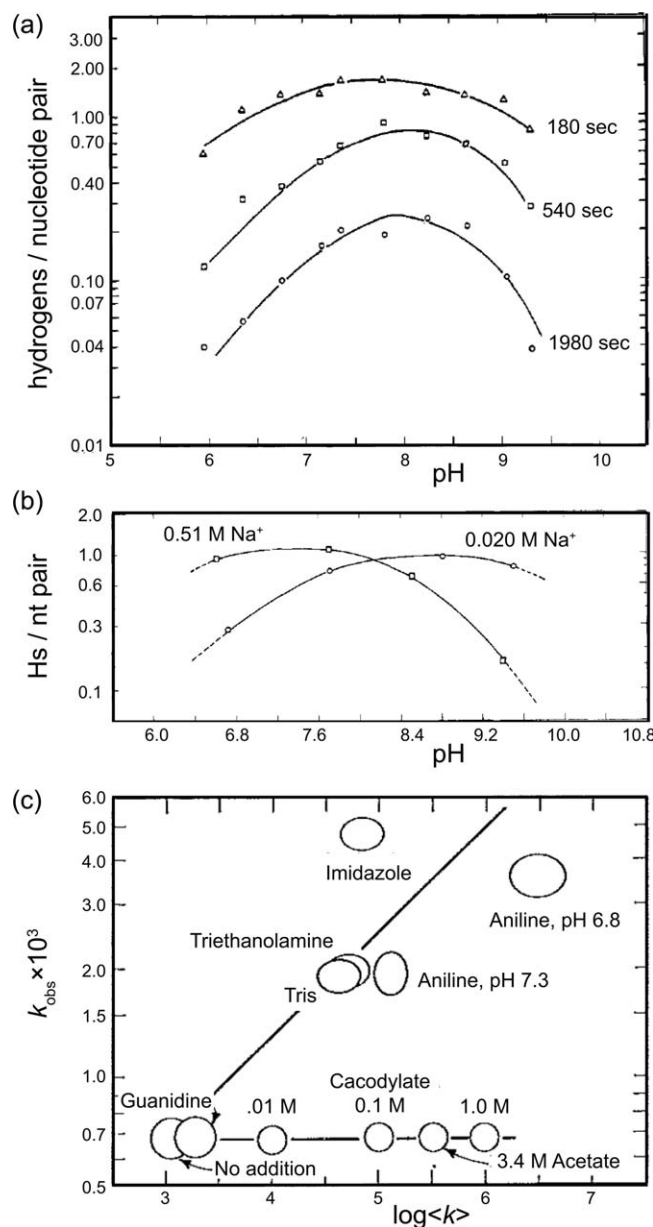 (a)
3.00
2.00
1.00
0.70
0.40
0.10
0.07
0.04
0.01
hydrogens / nucleotide pair
180 sec
540 sec
1980 sec
5 6 7 8 9 10
pH
(b)
2.0
1.0
0.6
0.3
0.1
Hs / nt pair
0.51 M Na⁺
0.020 M Na⁺
6.0 6.8 7.6 8.4 9.2 10.0 10.8
pH
(c)
6.0
5.0
4.0
3.0
2.0
1.5
1.0
0.7
0.5
k_obs×10³
Imidazole
Aniline, pH 6.8
Triethanolamine
Tris
Aniline, pH 7.3
Guanidine
Cacodylate
.01 M
0.1 M
1.0 M
No addition
3.4 M Acetate
3 4 5 6 7
log<k>